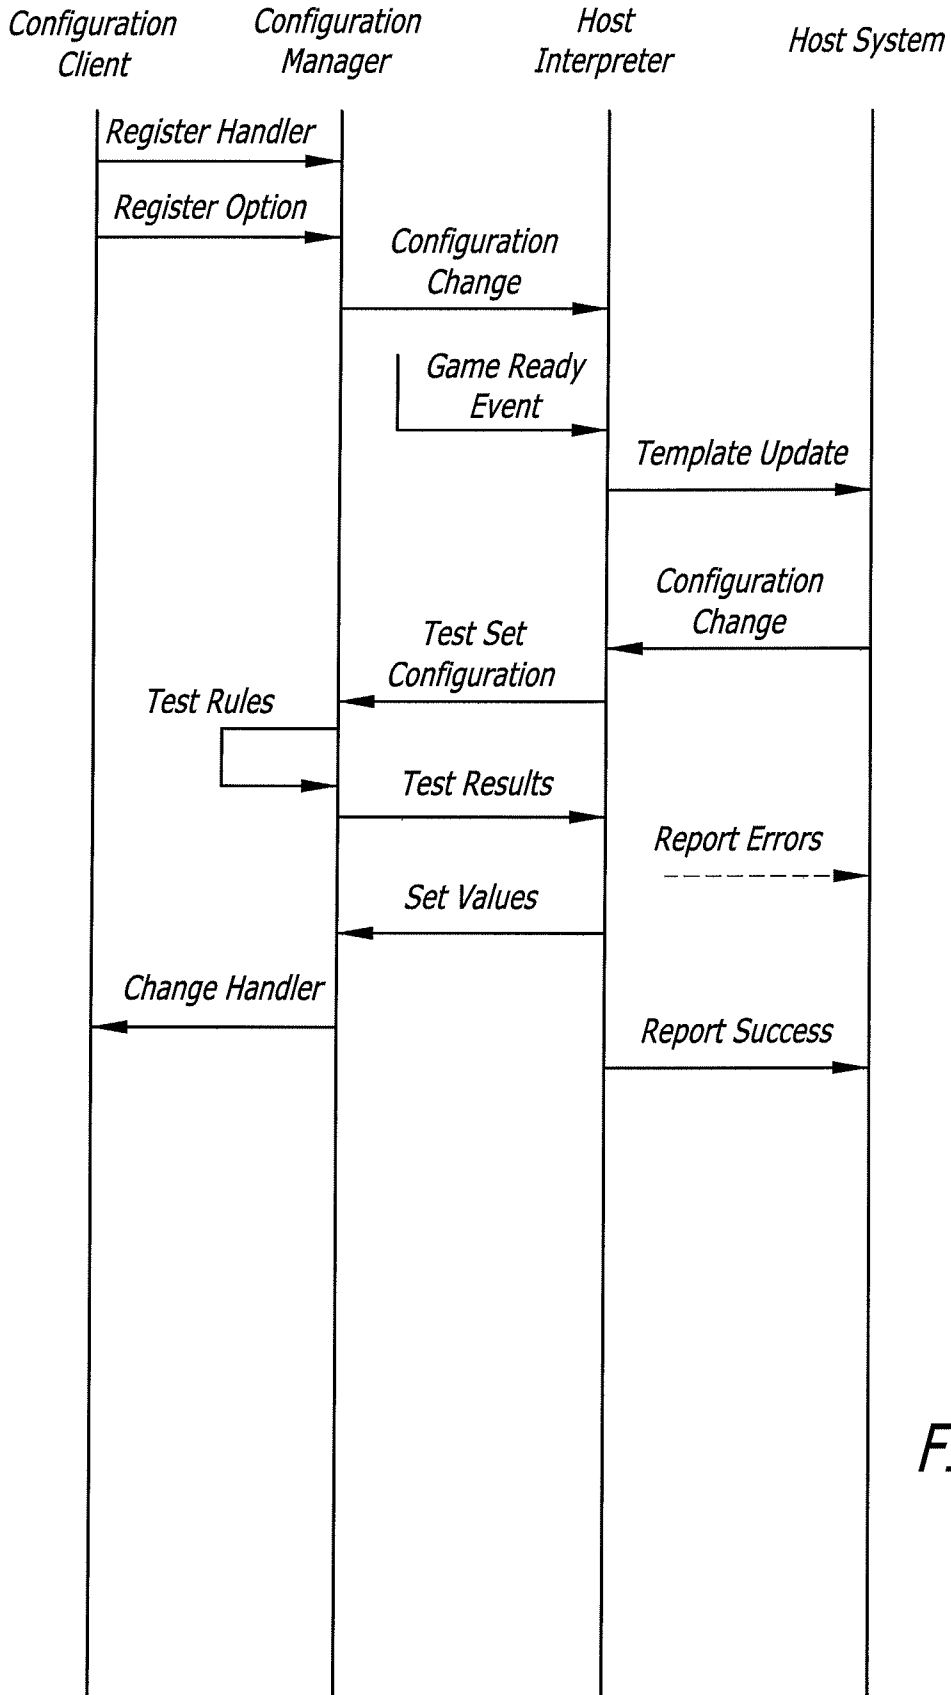 Configuration
Client
Configuration
Manager
Host
Interpreter
Host System
Register Handler
Register Option
Configuration
Change
Game Ready
Event
Template Update
Configuration
Change
Test Set
Configuration
Test Rules
Test Results
Report Errors
Set Values
Change Handler
Report Success